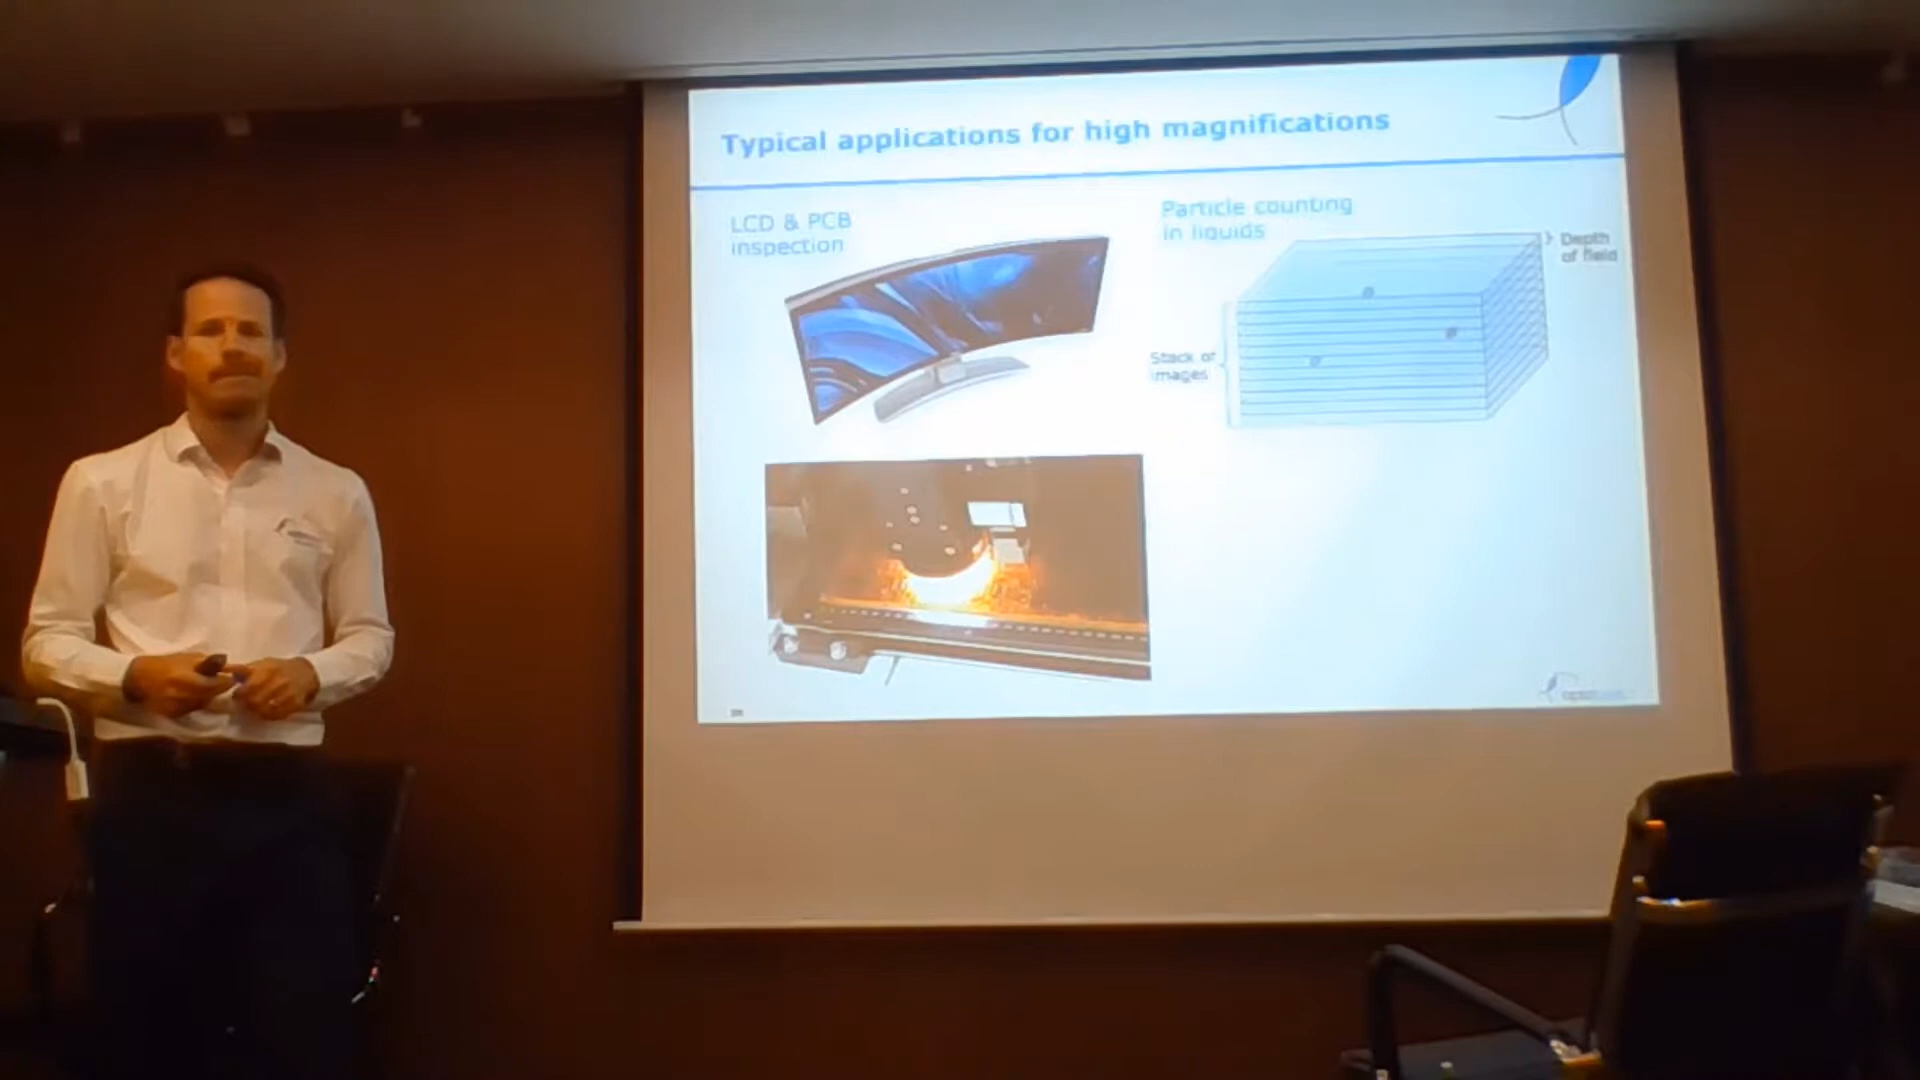 Typical applications for high magnifications
LCD & PCB
inspection
Particle counting
in liquids
Depth
of field
Stack of
images